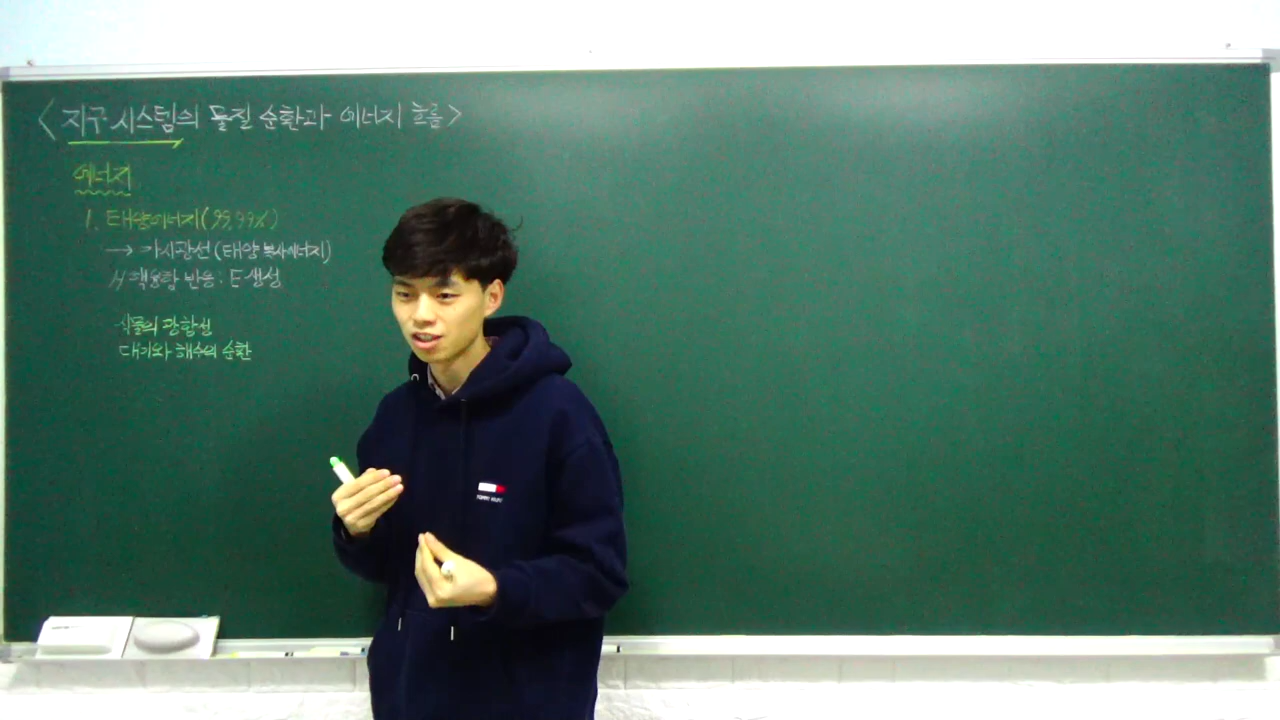 <지구시스템의 물질 순환과 에너지 흐름>
에너지
1. 태양에너지(99.99%)
→ 가시광선(태양 복사에너지)
H 핵융합 반응: E 생성
식물의 광합성
대기와 해수의 순환
TOMMY HILFIGER